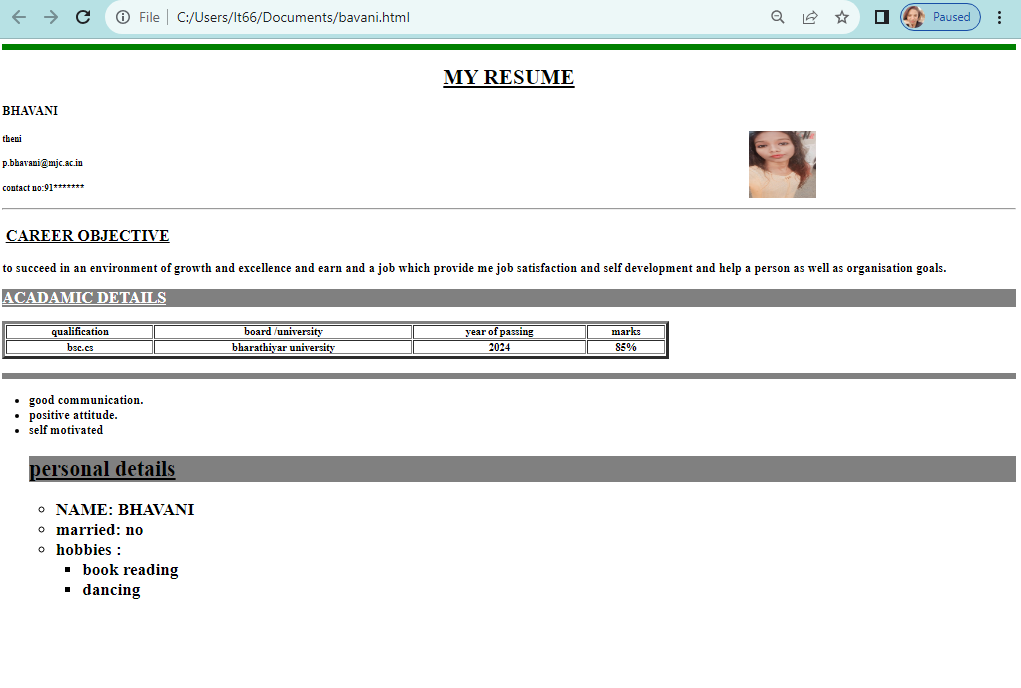 File C:/Users/lt66/Documents/bavani.html Paused
MY RESUME
BHAVANI
theni
p.bhavani@mjc.ac.in
contact no:91*******
CAREER OBJECTIVE
to succeed in an environment of growth and excellence and earn and a job which provide me job satisfaction and self development and help a person as well as organisation goals.
ACADAMIC DETAILS
qualification board /university year of passing marks
bsc.cs bharathiyar university 2024 85%
good communication.
positive attitude.
self motivated
personal details
NAME: BHAVANI
married: no
hobbies :
book reading
dancing